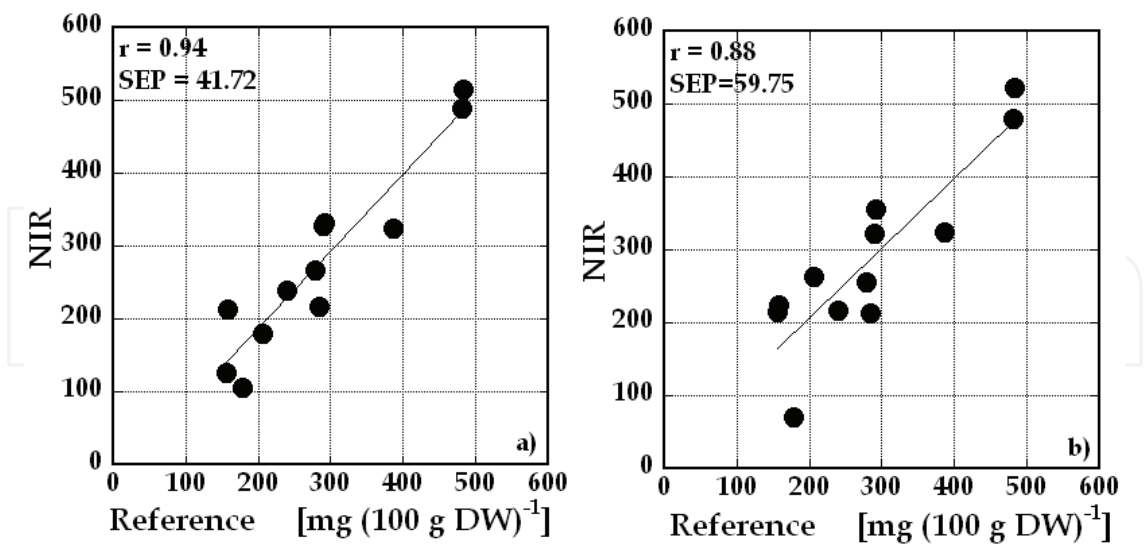 600
r = 0.94
SEP = 41.72
500
400
300
200
100
0
NIR
a)
0 100 200 300 400 500 600
Reference [mg (100 g DW)⁻¹
600
r = 0.88
SEP=59.75
500
400
300
200
100
0
NIR
b)
0 100 200 300 400 500 600
Reference [mg (100 g DW)⁻¹